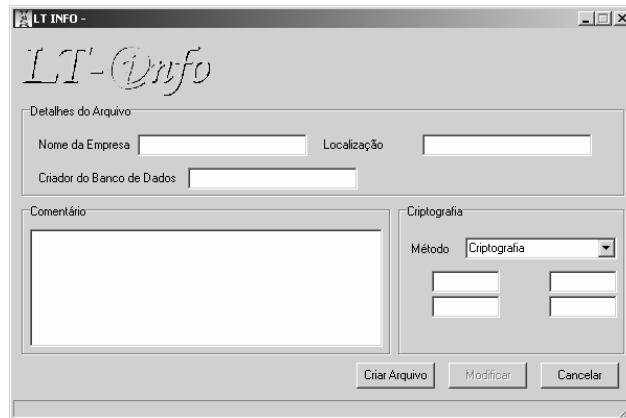 LT INFO -
LT-@info
Detalhes do Arquivo
Nome da Empresa Localização
Criador do Banco de Dados
Comentário
Criptografia
Método Criptografia
Criar Arquivo Modificar Cancelar